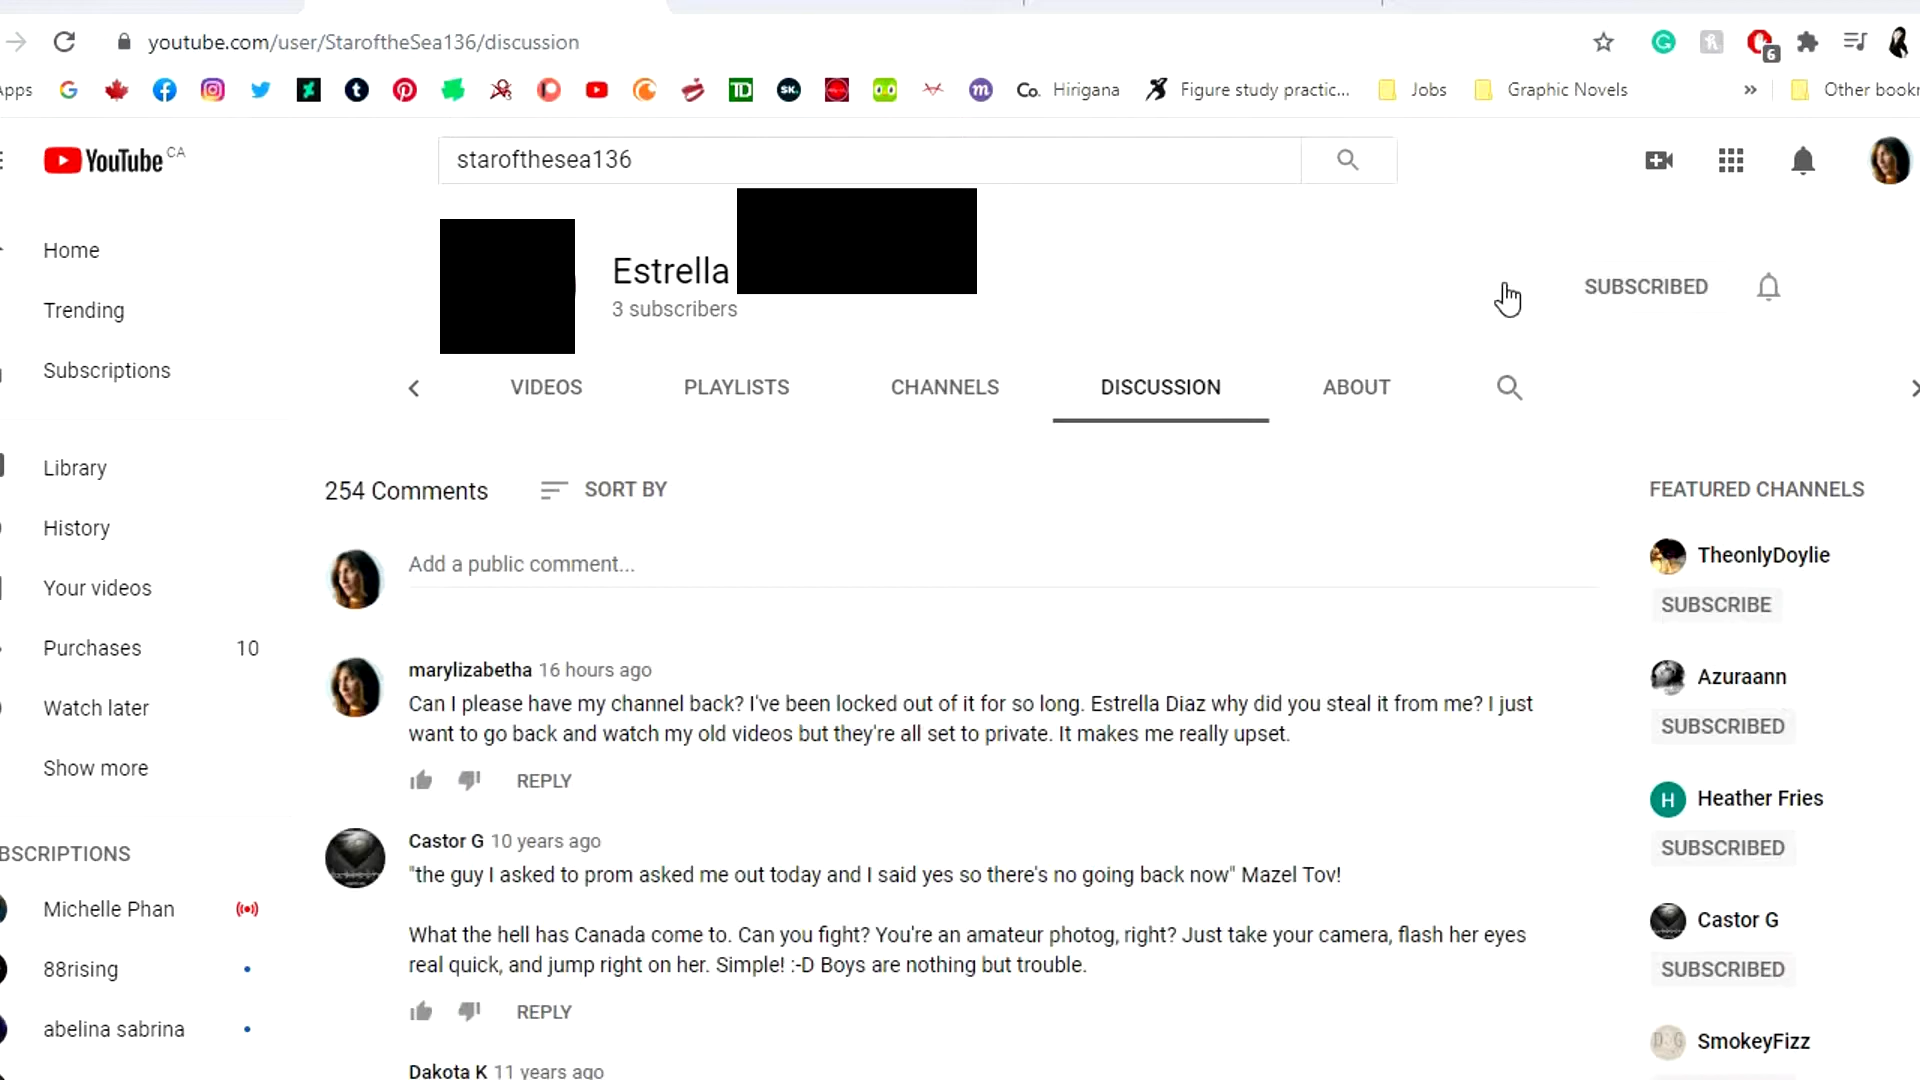 youtube.com/user/StaroftheSea136/discussion
6
Apps
TD
SK.
m
Co. Hirigana
Figure study practic...
Jobs
Graphic Novels
»
Other bookr
YouTube CA
starofthesea136
Home
Trending
Subscriptions
Library
History
Your videos
Purchases 10
Watch later
Show more
BSCRIPTIONS
Michelle Phan
88rising
abelina sabrina
Estrella
3 subscribers
SUBSCRIBED
VIDEOS
PLAYLISTS
CHANNELS
DISCUSSION
ABOUT
254 Comments
SORT BY
Add a public comment...
marylizabetha 16 hours ago
Can I please have my channel back? I've been locked out of it for so long. Estrella Diaz why did you steal it from me? I just
want to go back and watch my old videos but they're all set to private. It makes me really upset.
REPLY
Castor G 10 years ago
"the guy I asked to prom asked me out today and I said yes so there's no going back now" Mazel Tov!
What the hell has Canada come to. Can you fight? You're an amateur photog, right? Just take your camera, flash her eyes
real quick, and jump right on her. Simple! :-D Boys are nothing but trouble.
REPLY
Dakota K 11 years ago
FEATURED CHANNELS
TheonlyDoylie
SUBSCRIBE
Azuraann
SUBSCRIBED
H
Heather Fries
SUBSCRIBED
Castor G
SUBSCRIBED
SmokeyFizz